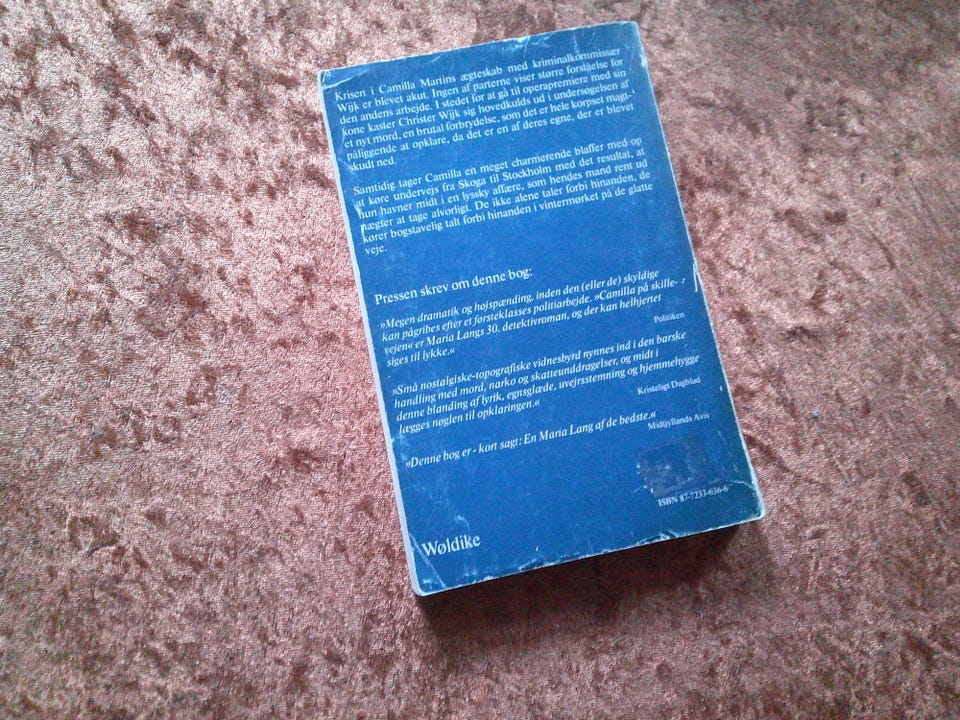 Krisen i Camilla Martins ægteskab med kriminalkommissær
Wijk er blevet akut. Ingen af parterne viser større forståelse for
den andens arbejde. I stedet for at gå til operapremiere med sin
kone kaster Christer Wijk sig hovedkulds ud i undersøgelsen af
et nyt mord, en brutal forbrydelse, som det er hele korpset magt-
påliggende at opklare, da det er en af deres egne, der er blevet
skudt ned.
Samtidig tager Camilla en meget charmerende blaffer med op
at køre undervejs fra Skoga til Stockholm med det resultat, at
hun havner midt i en lyssky affære, som hendes mand rent ud
nægter at tage alvorligt. De ikke alene taler forbi hinanden, de
kører bogstavelig talt forbi hinanden i vintermørket på de glatte
veje.
Pressen skrev om denne bog:
»Megen dramatik og højspænding, inden den (eller de) skyldige
kan pågribes efter et førsteklasses politiarbejde. »Camilla på skille-
vejen« er Maria Langs 30. detektivroman, og der kan helhjertet
siges til lykke.«
Politiken
»Små nostalgiske-topografiske vidnesbyrd nynnes ind i den barske
handling med mord, narko og skatteunddragelser, og midt i
denne blanding af lyrik, egnsglæde, uvejrsstemning og hjemmehygge
lægges nøglen til opklaringen.«
Kristeligt Dagblad
»Denne bog er - kort sagt: En Maria Lang af de bedste.«
Midtjyllands Avis
ISBN 87-7233-636-6
Wøldike